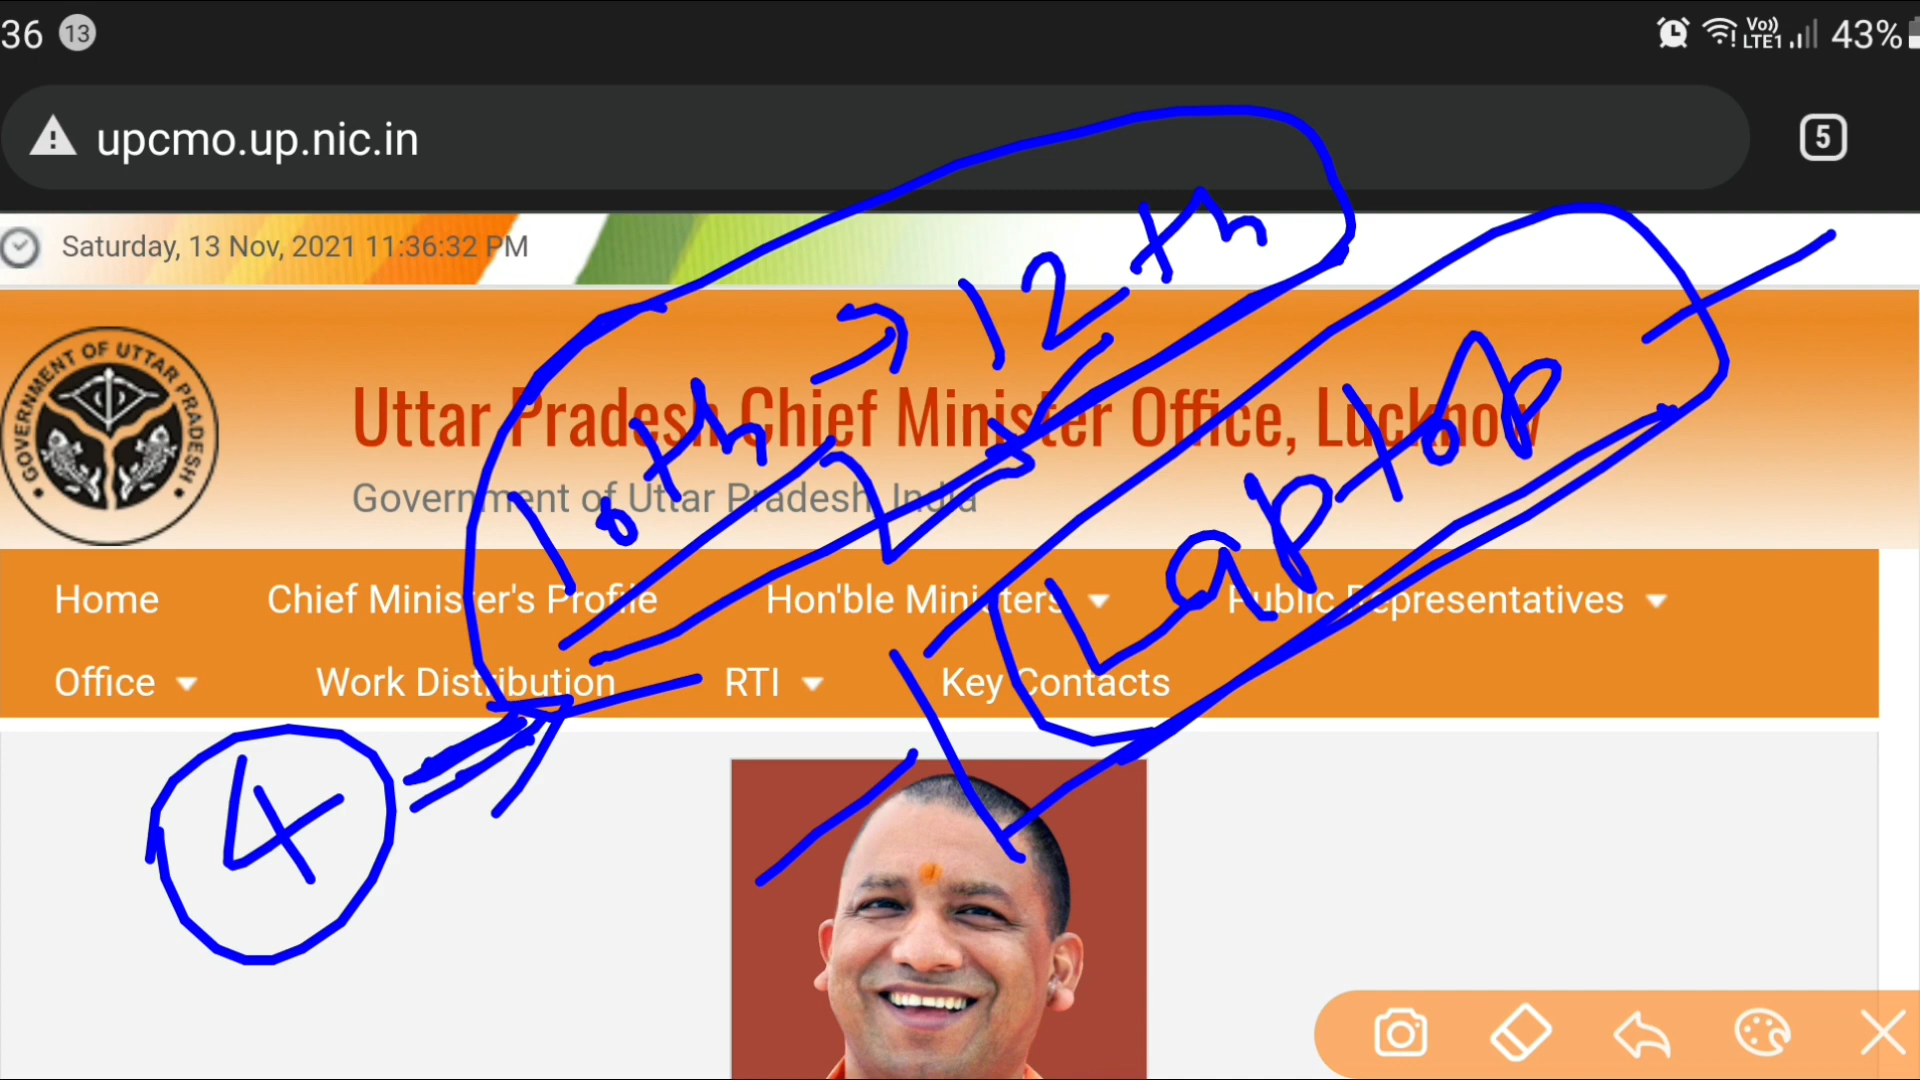 36 13 Vo)) LTE1 43%
upcmo.up.nic.in 5
Saturday, 13 Nov, 2021 11:36:32 PM
GOVERNMENT OF UTTAR PRADESH
Uttar Pradesh Chief Minister Office, Lucknow
Government of Uttar Pradesh, India
10th → 12th
Laptop
Home Chief Minister's Profile Hon'ble Ministers Public Representatives
Office Work Distribution RTI Key Contacts
4